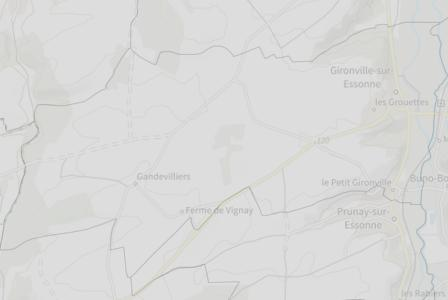 Gironville-sur-
Essonne
les Grouettes
120
Gandevilliers
le Petit Gironville
Buno-Bo
Ferme de Vignay
Prunay-sur-
Essonne
les Rabiers